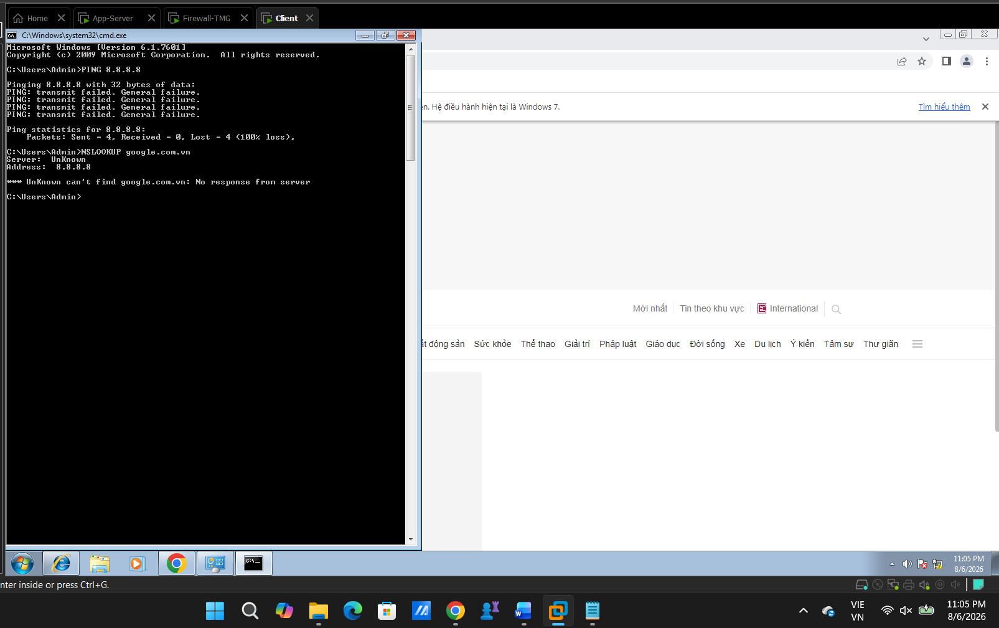 Home
App-Server
Firewall-TMG
Client
C:\Windows\system32\cmd.exe
Microsoft Windows [Version 6.1.7601]
Copyright (c) 2009 Microsoft Corporation.  All rights reserved.
C:\Users\Admin>PING 8.8.8.8
Pinging 8.8.8.8 with 32 bytes of data:
PING: transmit failed. General failure.
PING: transmit failed. General failure.
PING: transmit failed. General failure.
PING: transmit failed. General failure.
Ping statistics for 8.8.8.8:
    Packets: Sent = 4, Received = 0, Lost = 4 (100% loss),
C:\Users\Admin>NSLOOKUP google.com.vn
Server:  UnKnown
Address:  8.8.8.8
*** UnKnown can't find google.com.vn: No response from server
C:\Users\Admin>
ên. Hệ điều hành hiện tại là Windows 7.
Tìm hiểu thêm
Mới nhất
Tin theo khu vực
International
ất động sản Sức khỏe Thể thao Giải trí Pháp luật Giáo dục Đời sống Xe Du lịch Ý kiến Tâm sự Thư giãn
11:05 PM
8/6/2026
nter inside or press Ctrl+G.
VIE
VN
11:05 PM
8/6/2026